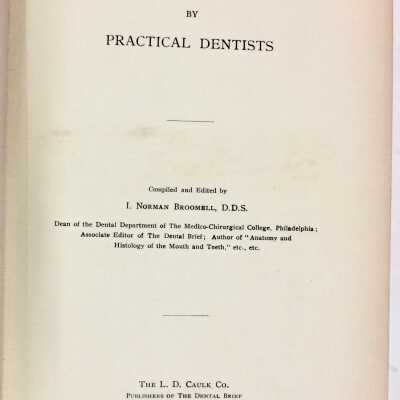 BY
PRACTICAL DENTISTS
Compiled and Edited by
I. Norman Broomell, D.D.S.
Dean of the Dental Department of The Medico-Chirurgical College, Philadelphia;
Associate Editor of The Dental Brief; Author of "Anatomy and
Histology of the Mouth and Teeth," etc., etc.
The L. D. Caulk Co.
Publishers of The Dental Brief